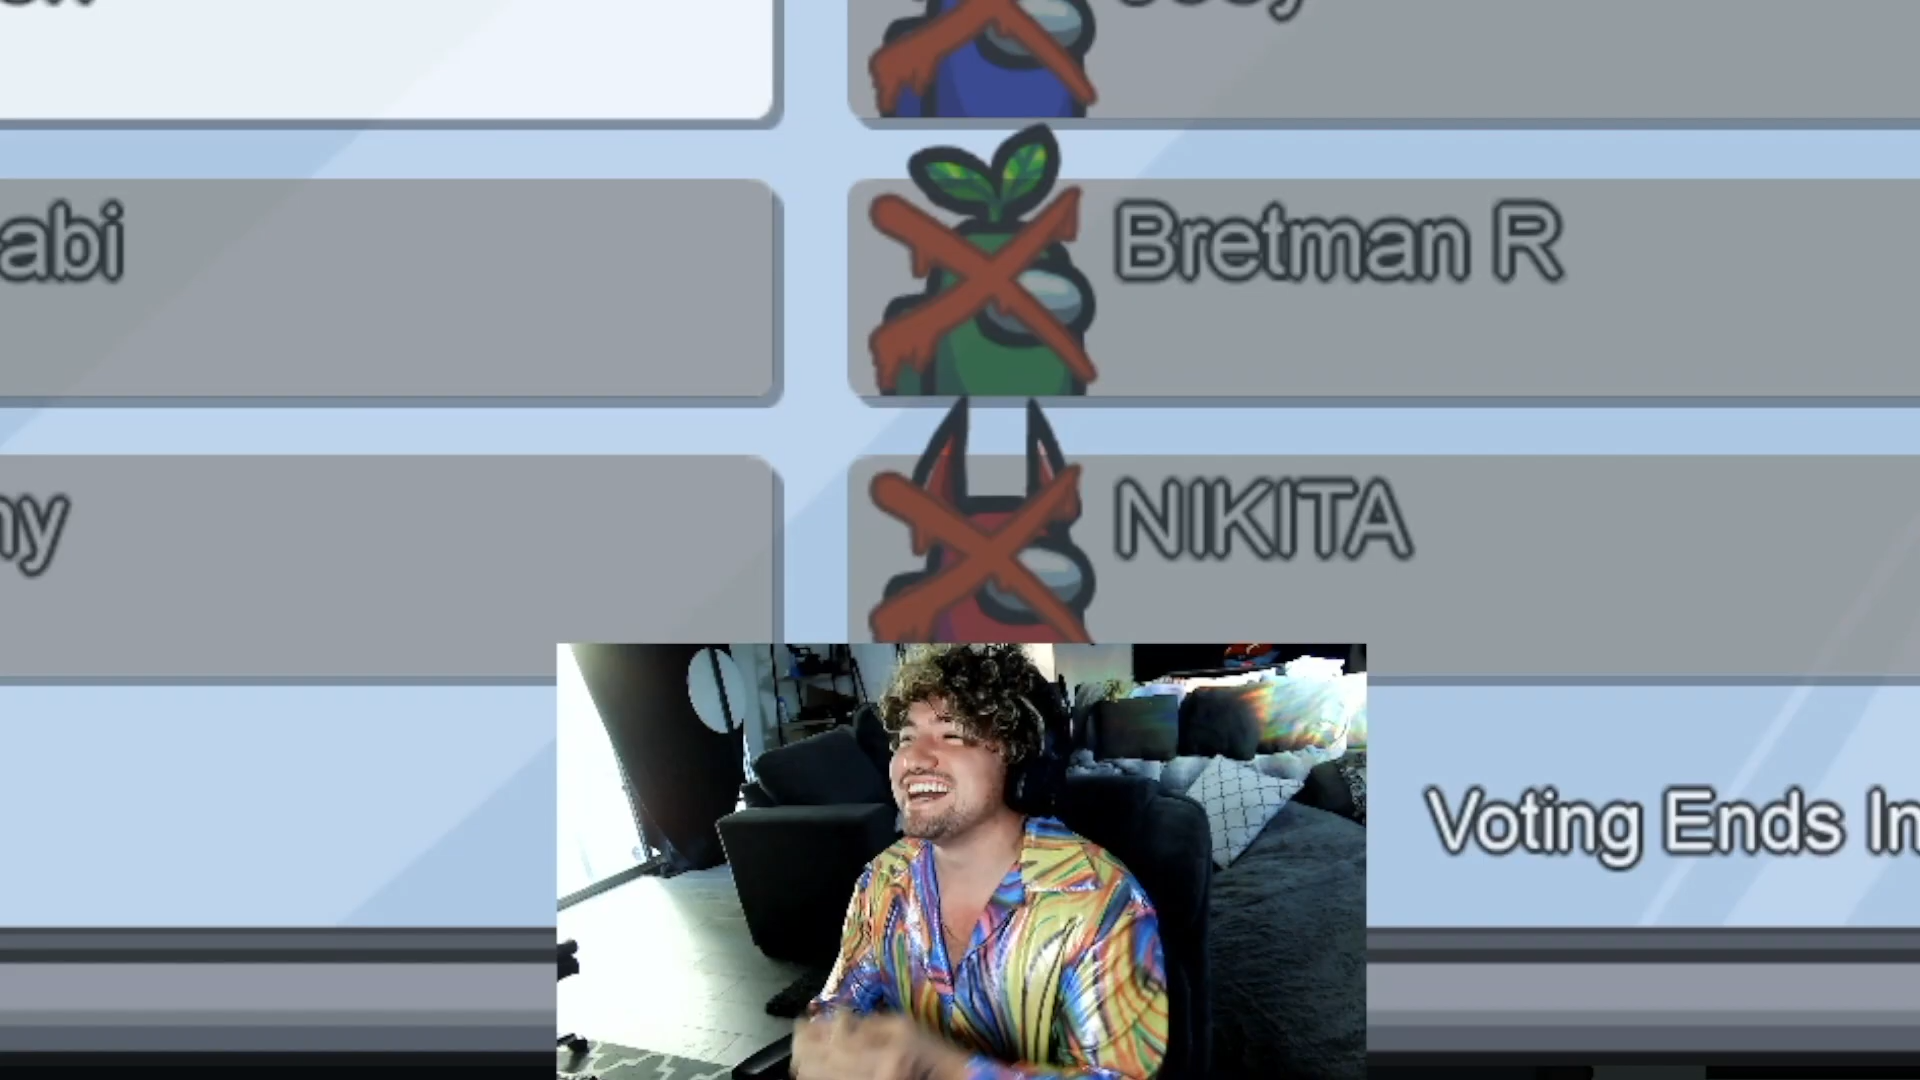 abi
Bretman R
ny
NIKITA
Voting Ends In